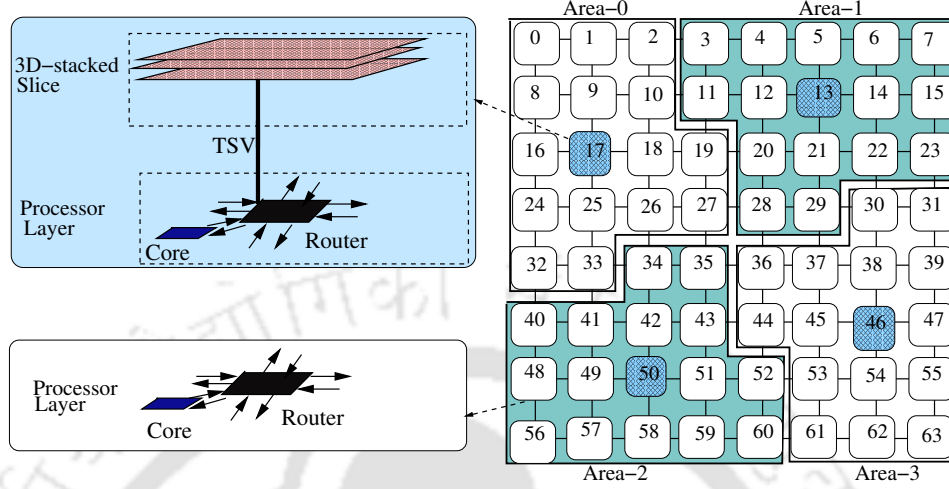 3D−stacked
Slice
TSV
Processor
Layer
Core
Router
Processor
Layer
Core
Router
Area−0
Area−1
0 1 2 3 4 5 6 7
8 9 10 11 12 13 14 15
16 17 18 19 20 21 22 23
24 25 26 27 28 29 30 31
32 33 34 35 36 37 38 39
40 41 42 43 44 45 46 47
48 49 50 51 52 53 54 55
56 57 58 59 60 61 62 63
Area−2
Area−3